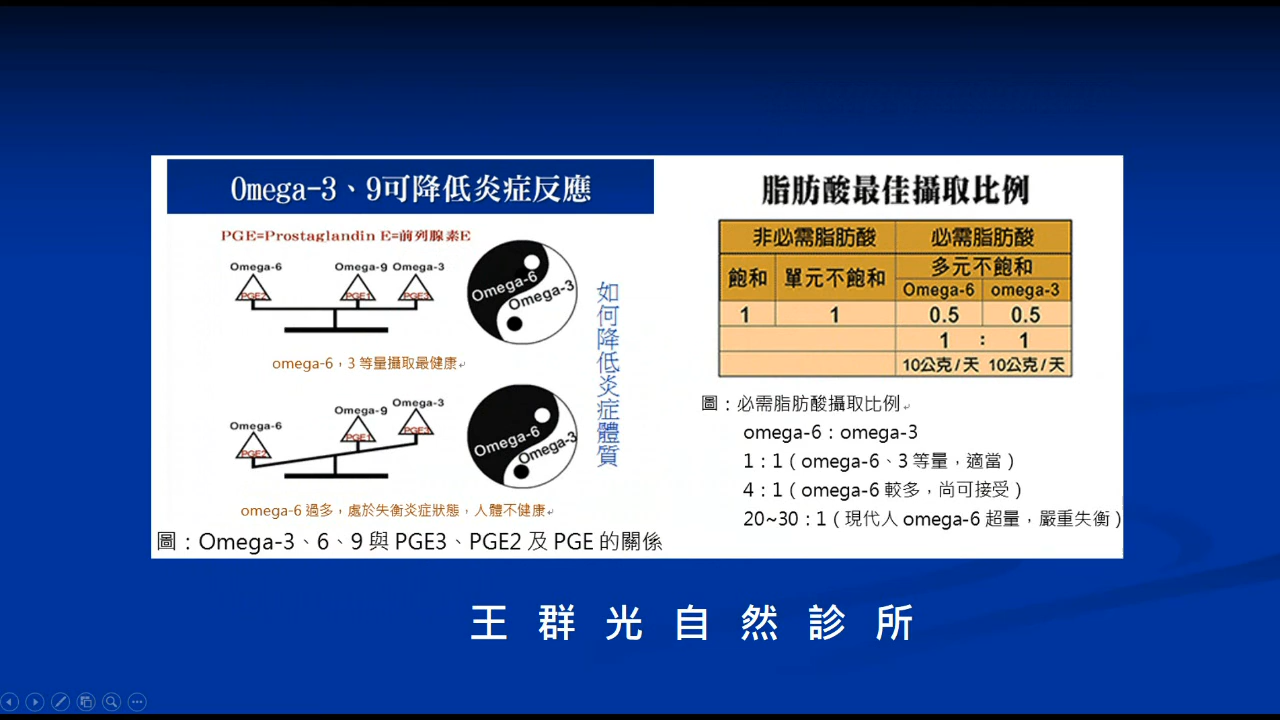 Omega-3、9可降低炎症反應
PGE=Prostaglandin E=前列腺素E
Omega-6 Omega-9 Omega-3
PGE2 PGE1 PGE3
Omega-6
Omega-3
omega-6，3 等量攝取最健康
Omega-6 Omega-9 Omega-3
PGE2 PGE1 PGE3
Omega-6
Omega-3
omega-6 過多，處於失衡炎症狀態，人體不健康
如何降低炎症體質
圖：Omega-3、6、9 與 PGE3、PGE2 及 PGE 的關係
脂肪酸最佳攝取比例
非必需脂肪酸 必需脂肪酸
飽和 單元不飽和 多元不飽和
Omega-6 omega-3
1 1 0.5 0.5
1 : 1
10公克/天 10公克/天
圖：必需脂肪酸攝取比例
omega-6：omega-3
1：1（omega-6、3 等量，適當）
4：1（omega-6 較多，尚可接受）
20~30：1（現代人 omega-6 超量，嚴重失衡）
王群光自然診所